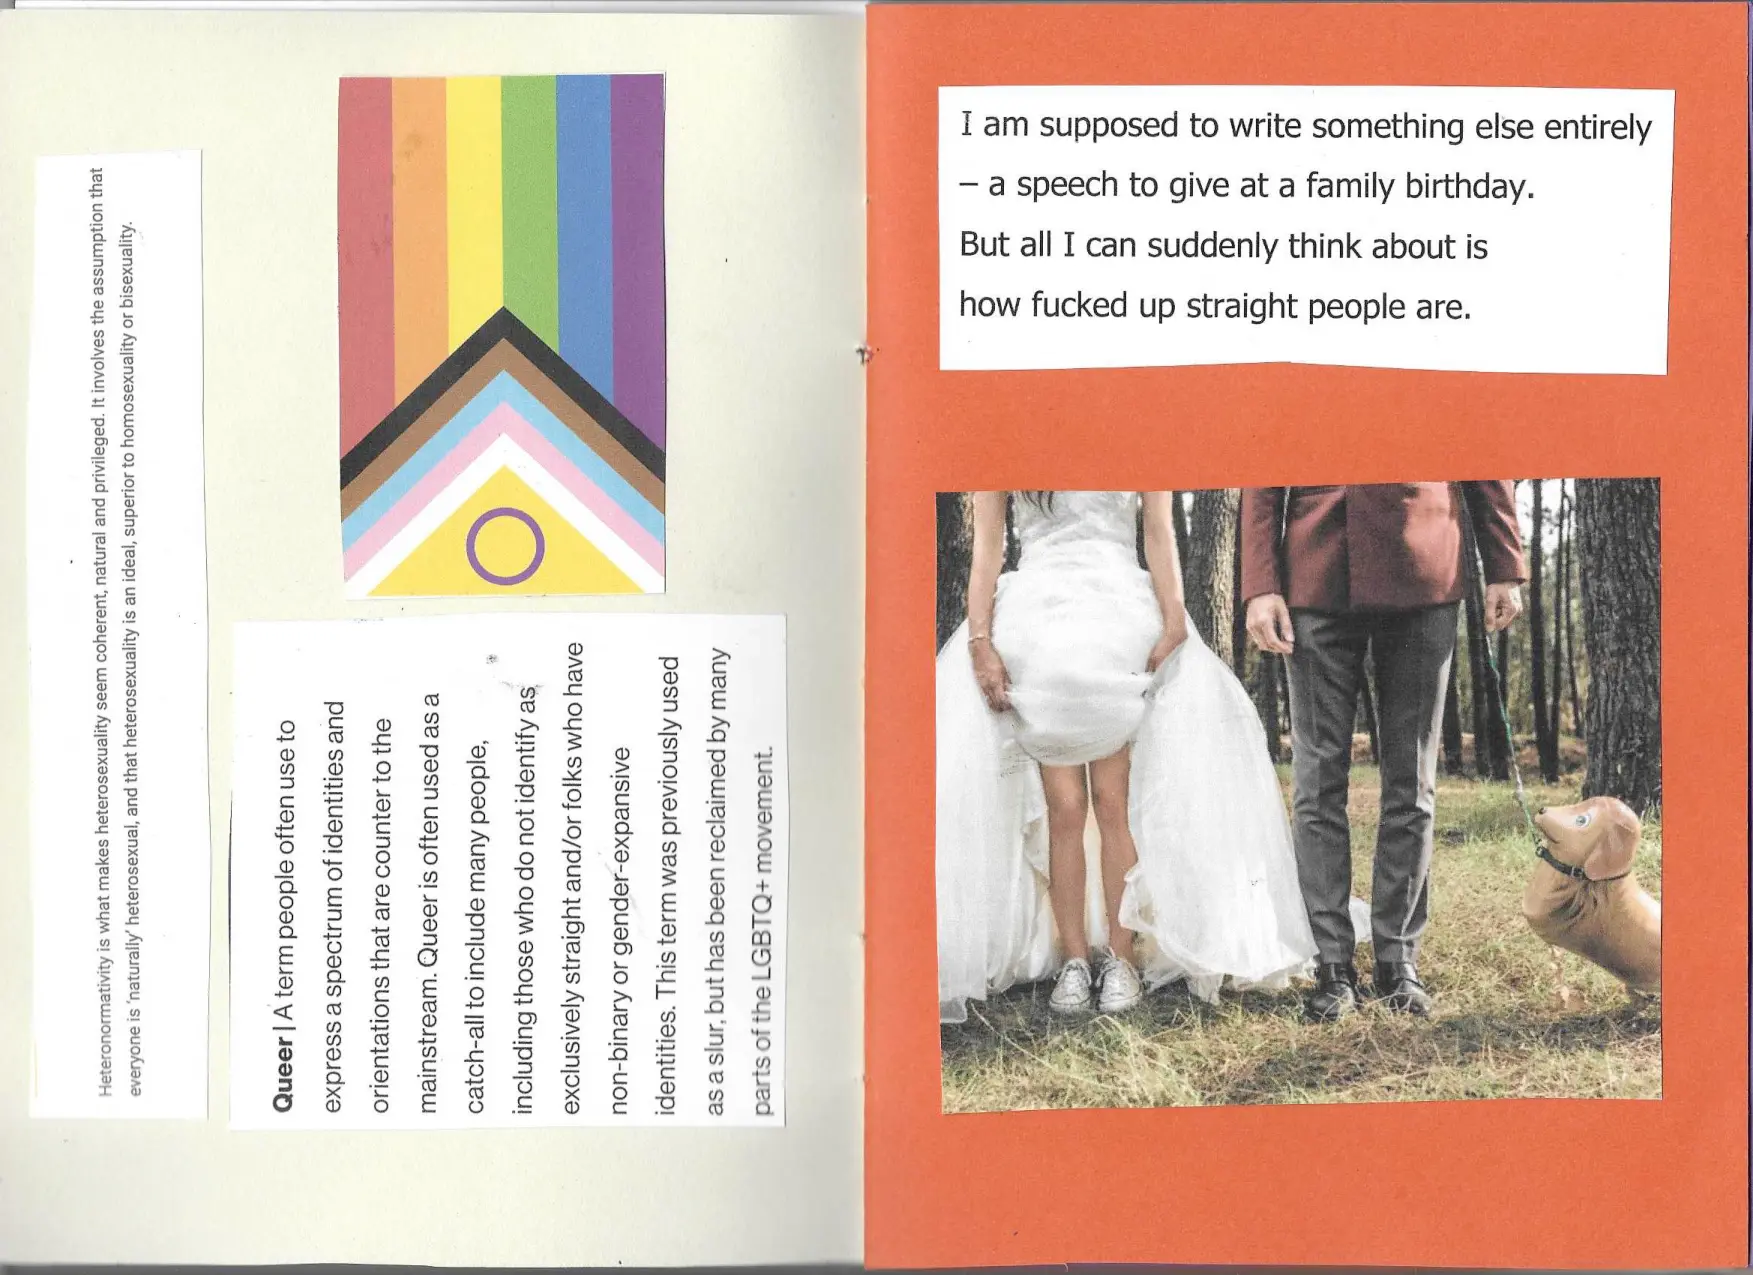 Heteronormativity is what makes heterosexuality seem coherent, natural and privileged. It involves the assumption that
everyone is 'naturally' heterosexual, and that heterosexuality is an ideal, superior to homosexuality or bisexuality.
Queer | A term people often use to
express a spectrum of identities and
orientations that are counter to the
mainstream. Queer is often used as a
catch-all to include many people,
including those who do not identify as
exclusively straight and/or folks who have
non-binary or gender-expansive
identities. This term was previously used
as a slur, but has been reclaimed by many
parts of the LGBTQ+ movement.
I am supposed to write something else entirely
– a speech to give at a family birthday.
But all I can suddenly think about is
how fucked up straight people are.